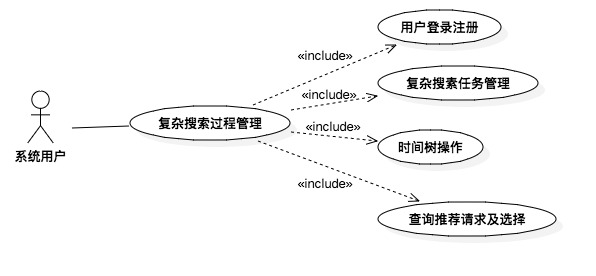 用户登录注册
«include»
复杂搜素任务管理
«include»
复杂搜索过程管理
«include»
时间树操作
系统用户
«include»
查询推荐请求及选择